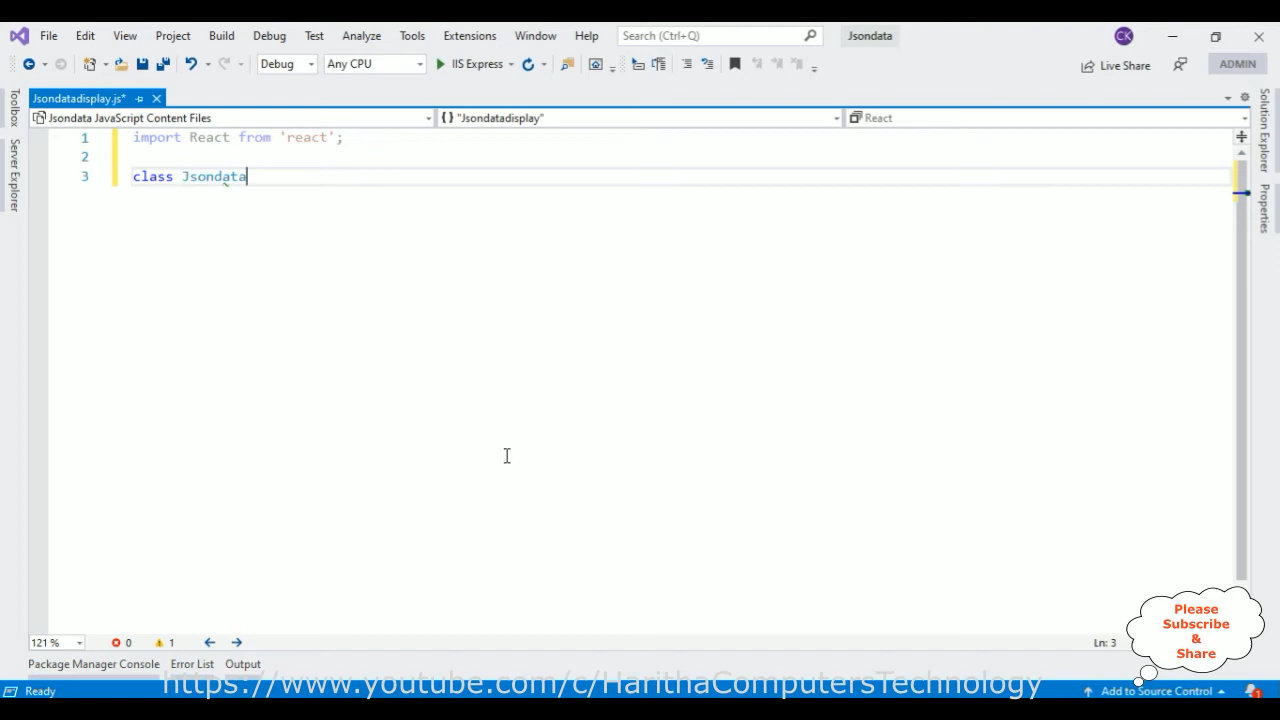 File Edit View Project Build Debug Test Analyze Tools Extensions Window Help Search (Ctrl+Q) Jsondata CK
Debug Any CPU IIS Express Live Share ADMIN
Jsondatadisplay.js*
Jsondata JavaScript Content Files {} "Jsondatadisplay" React
Toolbox
Server Explorer
Solution Explorer
Properties
1 import React from 'react';
2
3 class Jsondata
Please
Subscribe
&
Share
121 % 0 1 Ln: 3
Package Manager Console Error List Output
https://www.youtube.com/c/HarithaComputersTechnology
Ready Add to Source Control 1